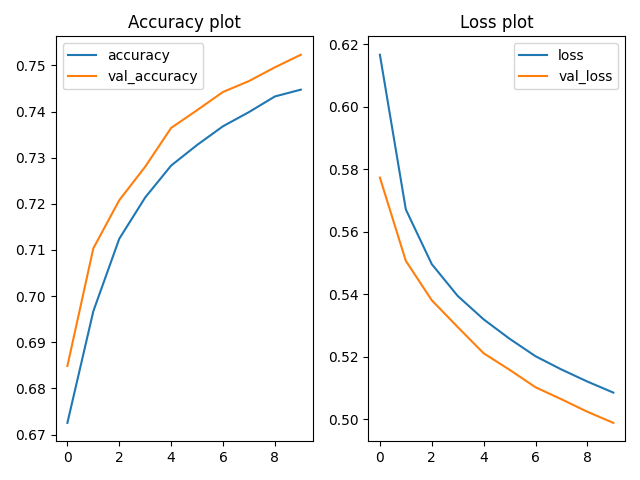 Accuracy plot
accuracy
val_accuracy
0.75
0.74
0.73
0.72
0.71
0.70
0.69
0.68
0.67
0 2 4 6 8
Loss plot
loss
val_loss
0.62
0.60
0.58
0.56
0.54
0.52
0.50
0 2 4 6 8